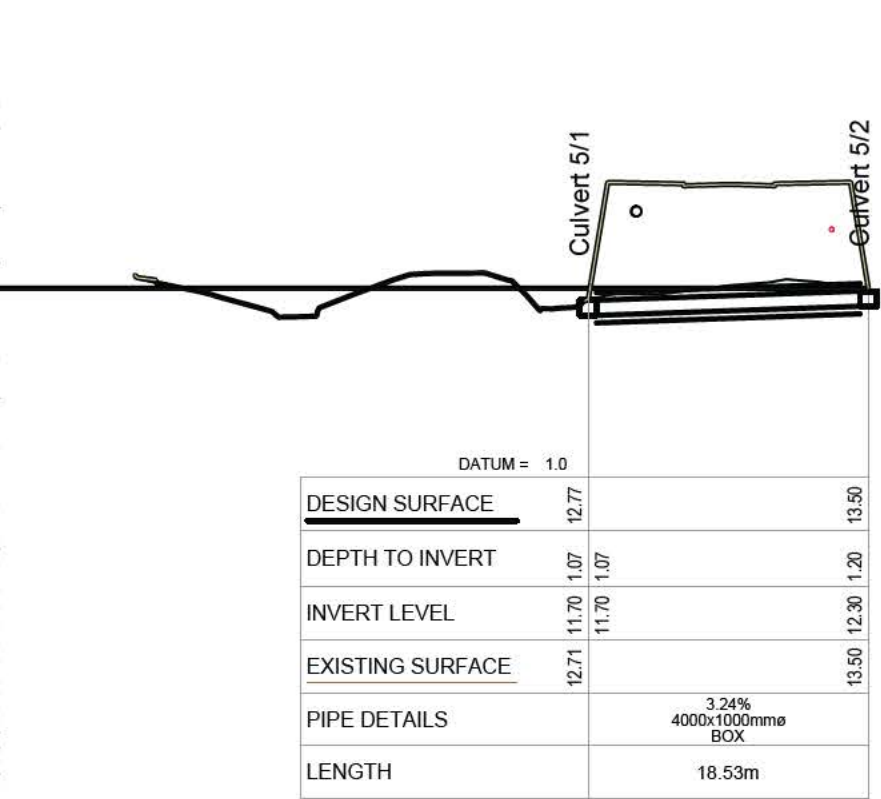 Culvert 5/1
Culvert 5/2
DATUM = 1.0
DESIGN SURFACE 12.77 13.50
DEPTH TO INVERT 1.07 1.07 1.20
INVERT LEVEL 11.70 11.70 12.30
EXISTING SURFACE 12.71 13.50
PIPE DETAILS
3.24%
4000x1000mmø
BOX
LENGTH 18.53m